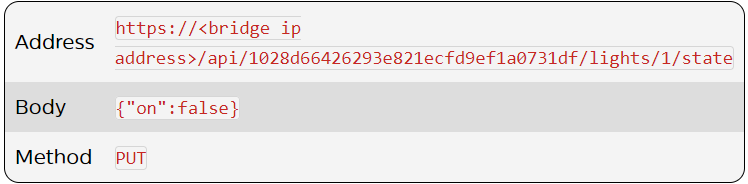 Address https://<bridge ip
address>/api/1028d66426293e821ecfd9ef1a0731df/lights/1/state
Body {"on":false}
Method PUT